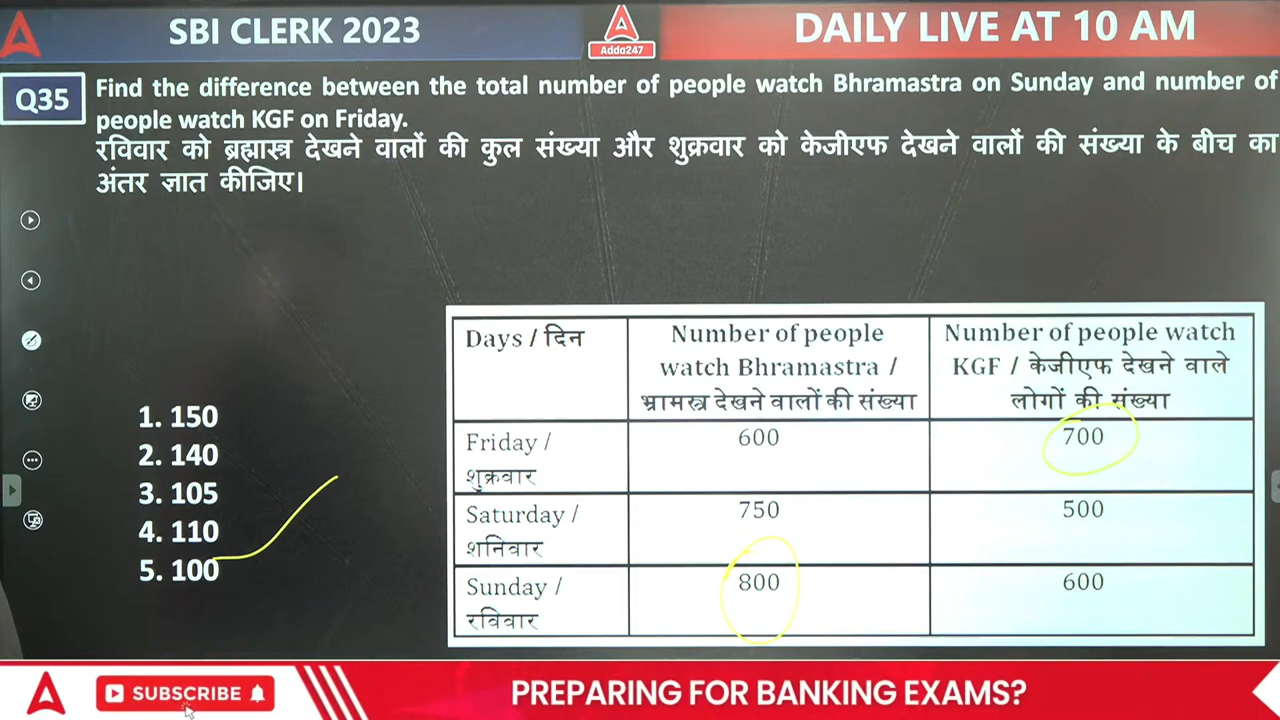 SBI CLERK 2023
Adda247
DAILY LIVE AT 10 AM
Q35
Find the difference between the total number of people watch Bhramastra on Sunday and number of
people watch KGF on Friday.
रविवार को ब्रह्मास्त्र देखने वालों की कुल संख्या और शुक्रवार को केजीएफ देखने वालों की संख्या के बीच का
अंतर ज्ञात कीजिए।
1. 150
2. 140
3. 105
4. 110
5. 100
Days / दिन
Number of people
watch Bhramastra /
भ्रामस्त्र देखने वालों की संख्या
Number of people watch
KGF / केजीएफ देखने वाले
लोगों की संख्या
Friday /
शुक्रवार
600
700
Saturday /
शनिवार
750
500
Sunday /
रविवार
800
600
SUBSCRIBE
PREPARING FOR BANKING EXAMS?